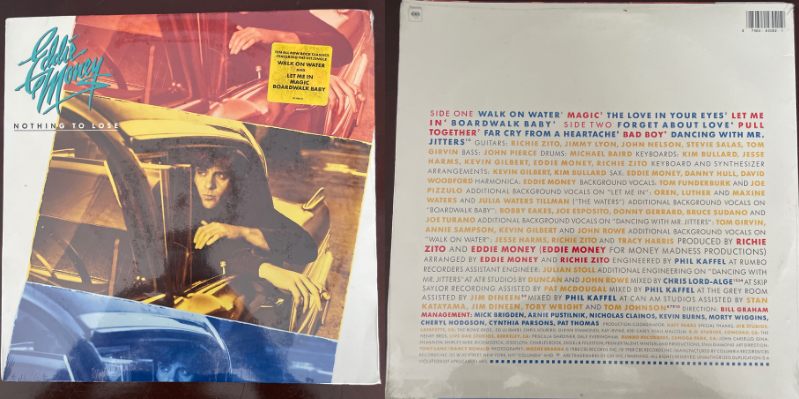 Eddie
Money
NOTHING TO LOSE
WALK ON WATER
AND
LET ME IN
MAGIC
BOARDWALK BABY
SIDE ONE WALK ON WATER* MAGIC* THE LOVE IN YOUR EYES* LET ME
IN* BOARDWALK BABY* SIDE TWO FORGET ABOUT LOVE* PULL
TOGETHER* FAR CRY FROM A HEARTACHE* BAD BOY* DANCING WITH MR.
JITTERS GUITARS: RICHIE ZITO, JIMMY LYON, JOHN NELSON, STEVIE SALAS, TOM
GIRVIN BASS: JOHN PIERCE DRUMS: MICHAEL BAIRD KEYBOARDS: KIM BULLARD, JESSE
HARMS, KEVIN GILBERT, EDDIE MONEY, RICHIE ZITO KEYBOARD AND SYNTHESIZER
ARRANGEMENTS: KEVIN GILBERT, KIM BULLARD SAX: EDDIE MONEY, DANNY HULL, DAVID
WOODFORD HARMONICA: EDDIE MONEY BACKGROUND VOCALS: TOM FUNDERBURK AND JOE
PIZZULO ADDITIONAL BACKGROUND VOCALS ON "LET ME IN": OREN, LUTHER AND MAXINE
WATERS AND JULIA WATERS TILLMAN ("THE WATERS") ADDITIONAL BACKGROUND VOCALS ON
"BOARDWALK BABY": BOBBY EAKES, JOE ESPOSITO, DONNY GERRARD, BRUCE SUDANO AND
JOE TURANO ADDITIONAL BACKGROUND VOCALS ON "DANCING WITH MR. JITTERS": TOM GIRVIN,
ANNIE SAMPSON, KEVIN GILBERT AND JOHN ROWE ADDITIONAL BACKGROUND VOCALS ON
"WALK ON WATER": JESSE HARMS, RICHIE ZITO AND TRACY HARRIS PRODUCED BY RICHIE
ZITO AND EDDIE MONEY (EDDIE MONEY FOR MONEY MADNESS PRODUCTIONS)
ARRANGED BY EDDIE MONEY AND RICHIE ZITO ENGINEERED BY PHIL KAFFEL AT RUMBO
RECORDERS ASSISTANT ENGINEER: JULIAN STOLL ADDITIONAL ENGINEERING ON "DANCING WITH
MR. JITTERS" AT ATR STUDIOS BY DUNCAN AND JOHN ROWE MIXED BY CHRIS LORD-ALGE AT SKIP
SAYLOR RECORDING ASSISTED BY PAT MCDOUGAL MIXED BY PHIL KAFFEL AT THE GREY ROOM
ASSISTED BY JIM DINEEN MIXED BY PHIL KAFFEL AT CAN AM STUDIOS ASSISTED BY STAN
KATAYAMA, JIM DINEEN, TOBY WRIGHT AND TOM JOHNSON DIRECTION: BILL GRAHAM
MANAGEMENT: MICK BRIGDEN, ARNIE PUSTILNIK, NICHOLAS CLAINOS, KEVIN BURNS, MORTY WIGGINS,
CHERYL HODGSON, CYNTHIA PARSONS, PAT THOMAS